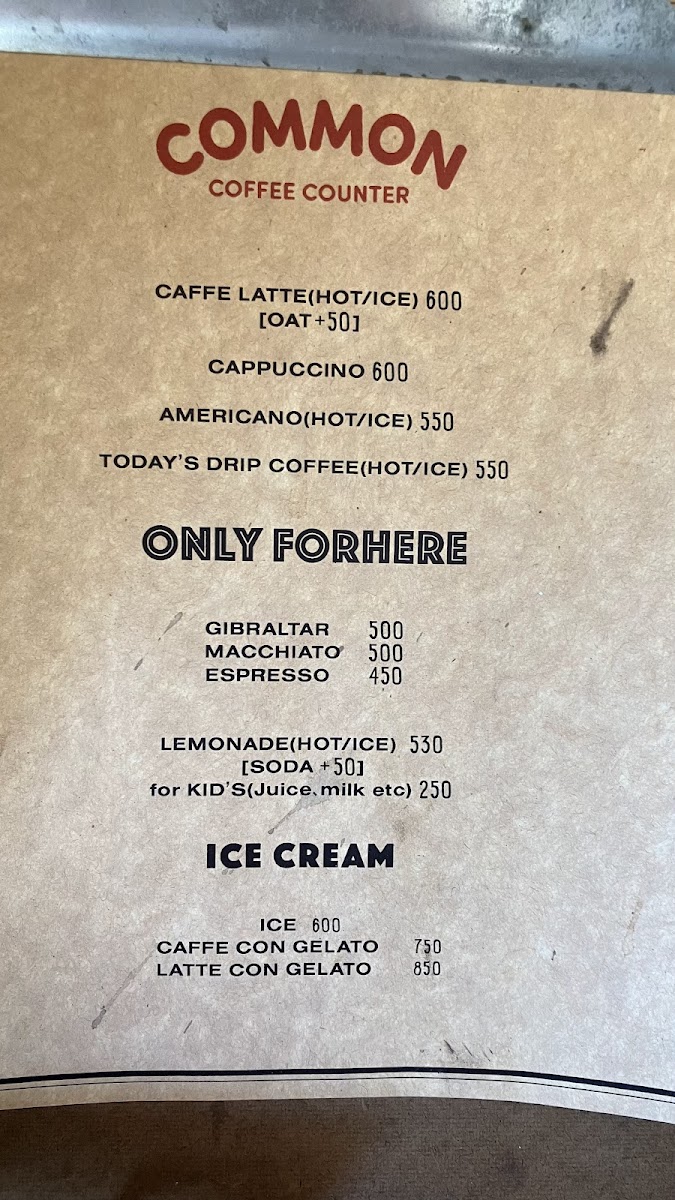 COMMON
COFFEE COUNTER
CAFFE LATTE(HOT/ICE) 600
[OAT+50]
CAPPUCCINO 600
AMERICANO(HOT/ICE) 550
TODAY'S DRIP COFFEE(HOT/ICE) 550
ONLY FORHERE
GIBRALTAR 500
MACCHIATO 500
ESPRESSO 450
LEMONADE(HOT/ICE) 530
[SODA +50]
for KID'S(Juice、milk etc) 250
ICE CREAM
ICE 600
CAFFE CON GELATO 750
LATTE CON GELATO 850